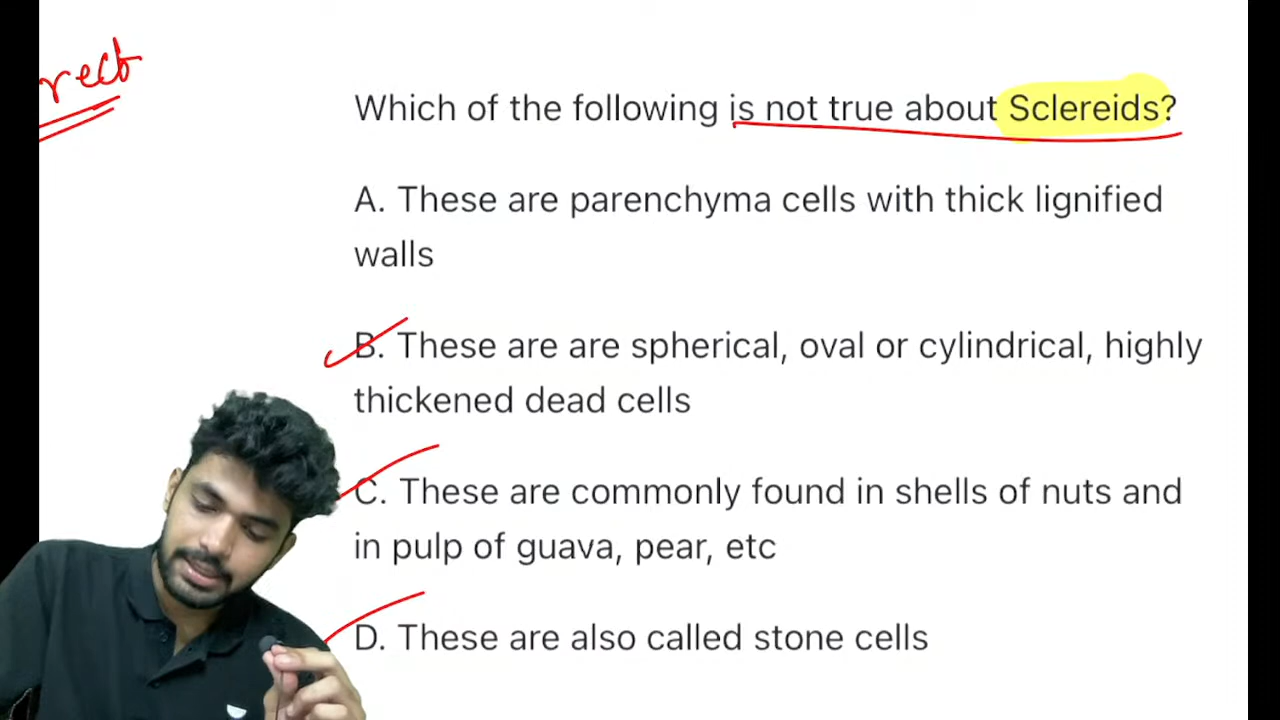 rect
Which of the following is not true about Sclereids?
A. These are parenchyma cells with thick lignified
walls
B. These are are spherical, oval or cylindrical, highly
thickened dead cells
C. These are commonly found in shells of nuts and
in pulp of guava, pear, etc
D. These are also called stone cells